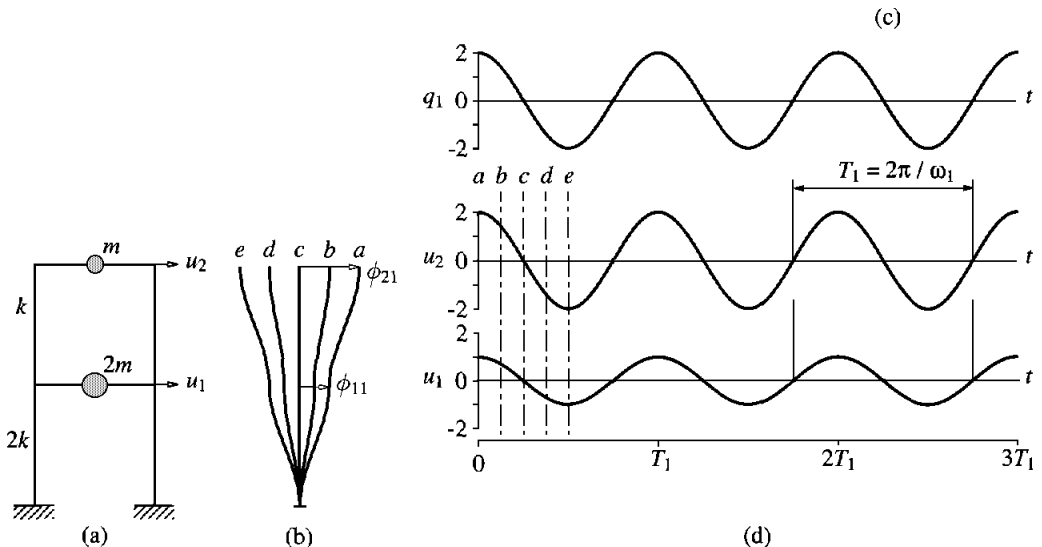 (c)
2
q₁ 0 t
-2
a b c d e
T₁ = 2π / ω₁
2
u₂ 0 t
-2
2
u₁ 0 t
-2
0 T₁ 2T₁ 3T₁
m
u₂
k
2m
u₁
2k
(a)
e d c b a
ϕ₂₁
ϕ₁₁
(b)
(d)